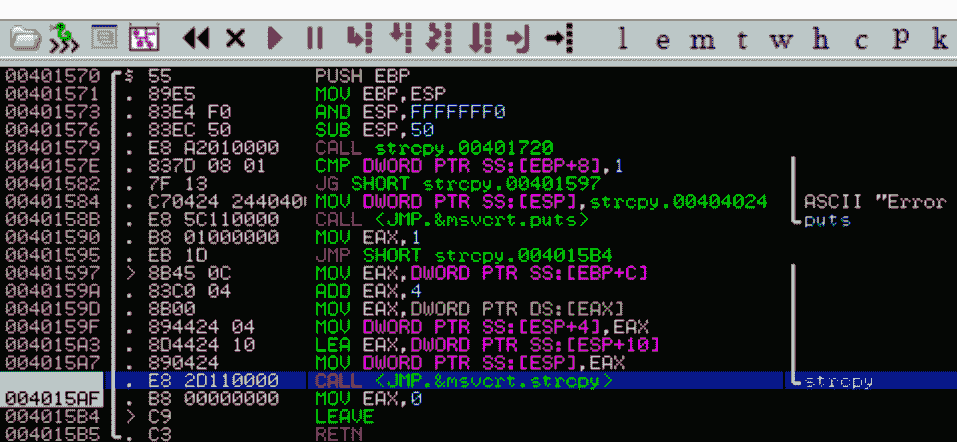 l e m t w h c p k
00401570 $ 55 PUSH EBP
00401571 . 89E5 MOV EBP,ESP
00401573 . 83E4 F0 AND ESP,FFFFFFF0
00401576 . 83EC 50 SUB ESP,50
00401579 . E8 A2010000 CALL strcpy.00401720
0040157E . 837D 08 01 CMP DWORD PTR SS:[EBP+8],1
00401582 . 7F 13 JG SHORT strcpy.00401597
00401584 . C70424 2440400 MOV DWORD PTR SS:[ESP],strcpy.00404024 ASCII "Error
0040158B . E8 5C110000 CALL <JMP.&msvcrt.puts> puts
00401590 . B8 01000000 MOV EAX,1
00401595 . EB 1D JMP SHORT strcpy.004015B4
00401597 > 8B45 0C MOV EAX,DWORD PTR SS:[EBP+C]
0040159A . 83C0 04 ADD EAX,4
0040159D . 8B00 MOV EAX,DWORD PTR DS:[EAX]
0040159F . 894424 04 MOV DWORD PTR SS:[ESP+4],EAX
004015A3 . 8D4424 10 LEA EAX,DWORD PTR SS:[ESP+10]
004015A7 . 890424 MOV DWORD PTR SS:[ESP],EAX
. E8 2D110000 CALL <JMP.&msvcrt.strcpy> strcpy
004015AF . B8 00000000 MOV EAX,0
004015B4 > C9 LEAVE
004015B5 . C3 RETN